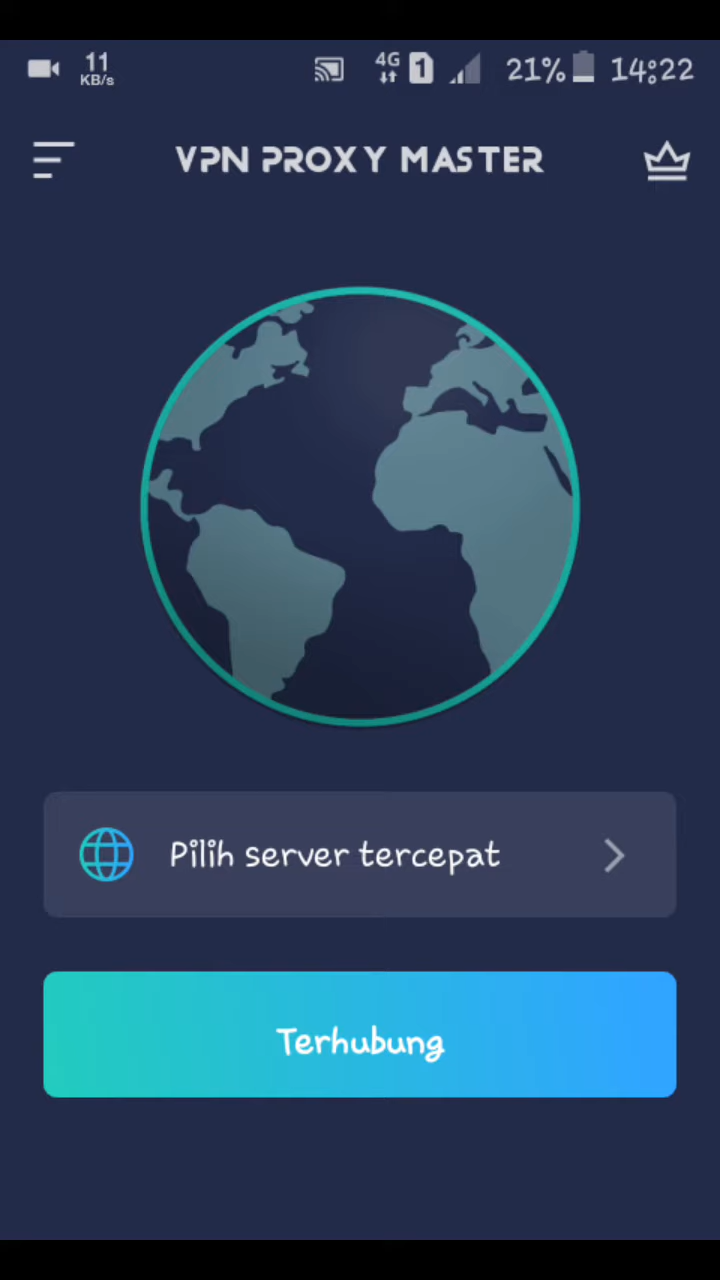 11
KB/s
4G
1
21%
14:22
VPN PROXY MASTER
Pilih server tercepat
Terhubung